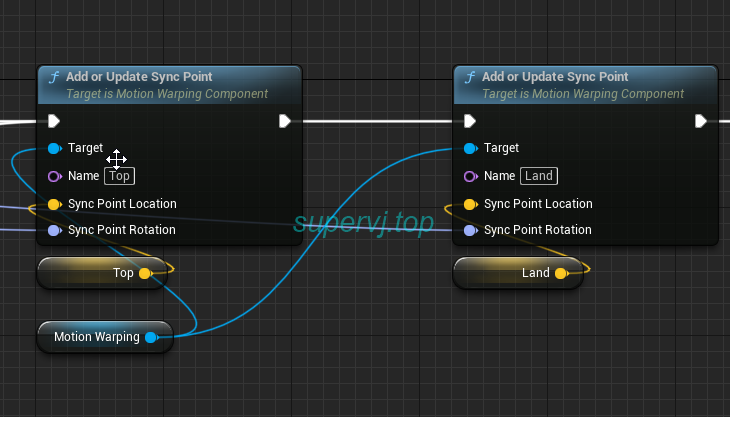 Add or Update Sync Point
Target is Motion Warping Component
Target
Name Top
Sync Point Location
Sync Point Rotation
Top
Motion Warping
Add or Update Sync Point
Target is Motion Warping Component
Target
Name Land
Sync Point Location
Sync Point Rotation
Land
supervj.top